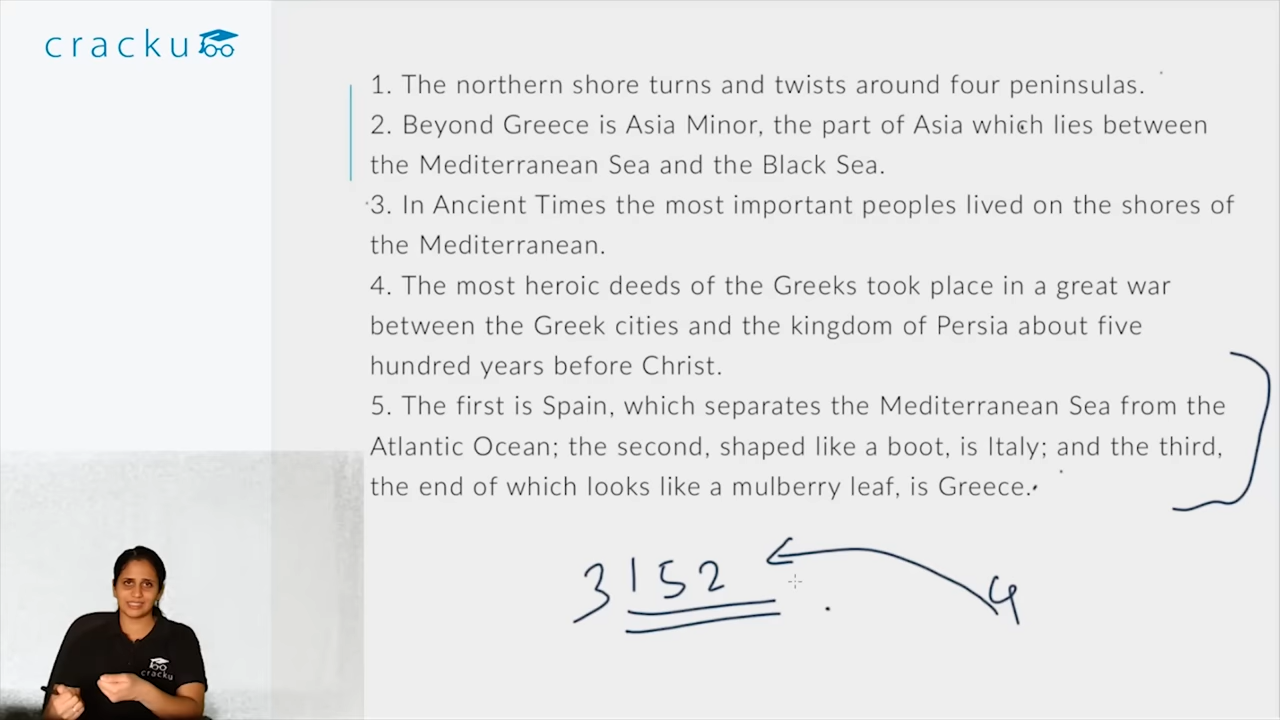 cracku
1. The northern shore turns and twists around four peninsulas.
2. Beyond Greece is Asia Minor, the part of Asia which lies between
the Mediterranean Sea and the Black Sea.
3. In Ancient Times the most important peoples lived on the shores of
the Mediterranean.
4. The most heroic deeds of the Greeks took place in a great war
between the Greek cities and the kingdom of Persia about five
hundred years before Christ.
5. The first is Spain, which separates the Mediterranean Sea from the
Atlantic Ocean; the second, shaped like a boot, is Italy; and the third,
the end of which looks like a mulberry leaf, is Greece.
3152 4
cracku